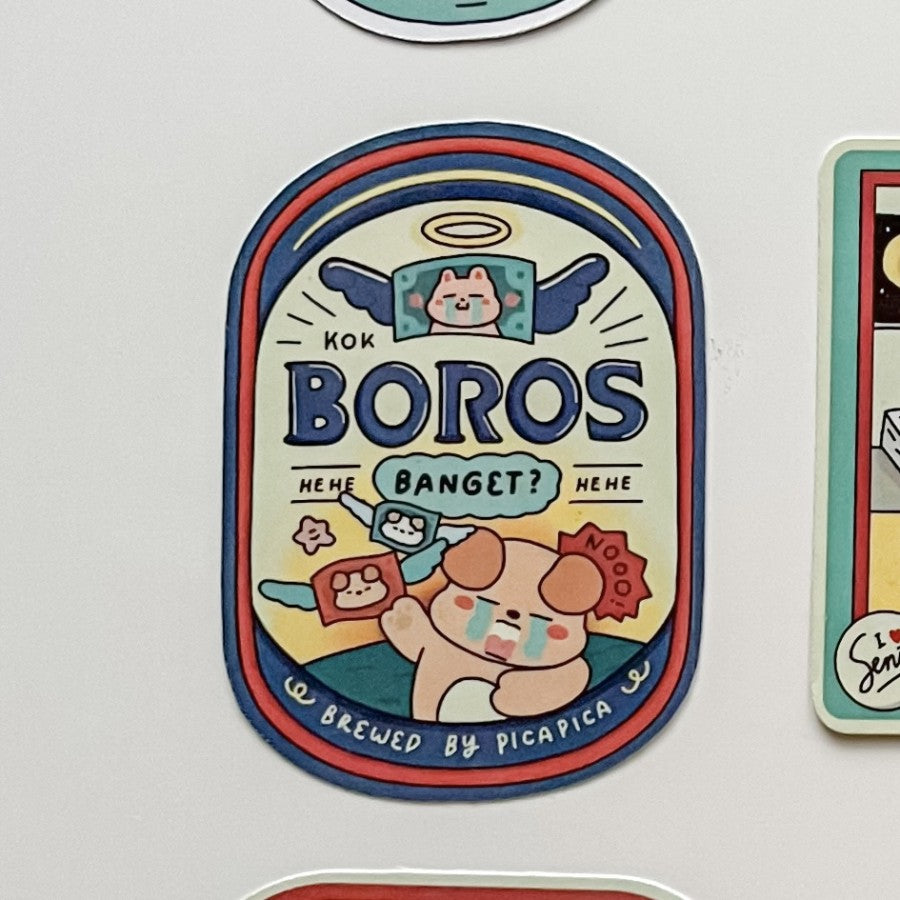 KOK
BOROS
HEHE BANGET? HEHE
NOOO!
BREWED BY PICAPICA
I ♥